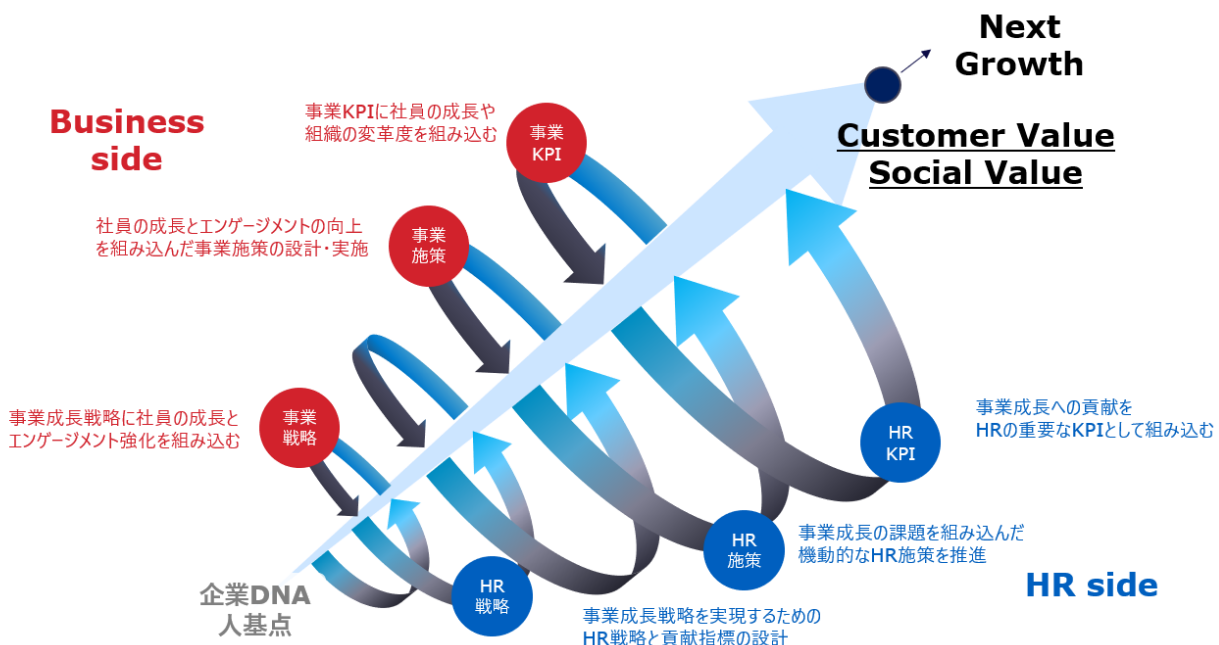 Next
Growth
Customer Value
Social Value
Business
side
事業KPIに社員の成長や
組織の変革度を組み込む
事業
KPI
社員の成長とエンゲージメントの向上
を組み込んだ事業施策の設計・実施
事業
施策
事業成長戦略に社員の成長と
エンゲージメント強化を組み込む
事業
戦略
HR
KPI
事業成長への貢献を
HRの重要なKPIとして組み込む
HR
施策
事業成長の課題を組み込んだ
機動的なHR施策を推進
HR
戦略
事業成長戦略を実現するための
HR戦略と貢献指標の設計
企業DNA
人基点
HR side